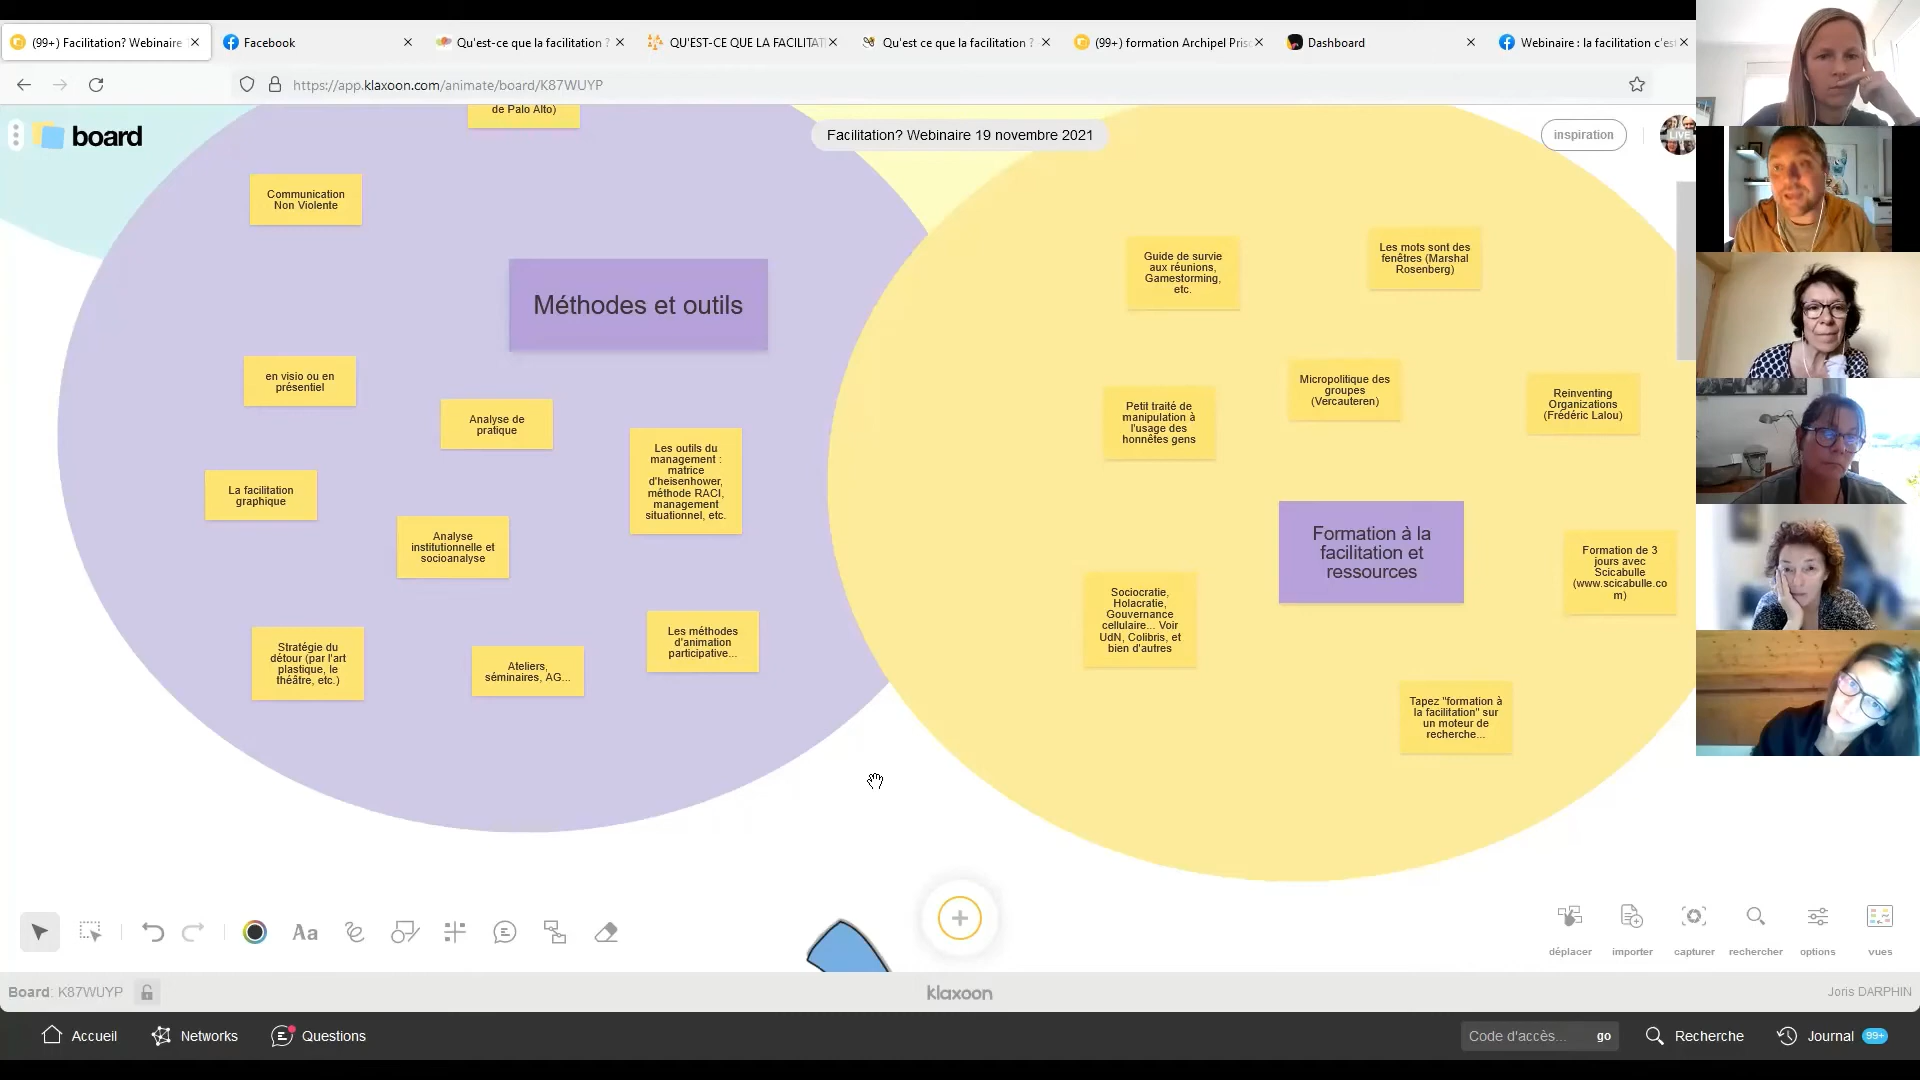 (99+) Facilitation? Webinaire
Facebook
Qu'est-ce que la facilitation ?
QU'EST-CE QUE LA FACILITAT
Qu'est ce que la facilitation ?
(99+) formation Archipel Pris
Dashboard
Webinaire : la facilitation c'es
https://app.klaxoon.com/animate/board/K87WUYP
board
Facilitation? Webinaire 19 novembre 2021
inspiration
LIVE
de Palo Alto)
Communication
Non Violente
Méthodes et outils
en visio ou en
présentiel
Analyse de
pratique
Les outils du
management :
matrice
d'heisenhower,
méthode RACI,
management
situationnel, etc.
La facilitation
graphique
Analyse
institutionnelle et
socioanalyse
Stratégie du
détour (par l'art
plastique, le
théâtre, etc.)
Ateliers,
séminaires, AG...
Les méthodes
d'animation
participative...
Guide de survie
aux réunions,
Gamestorming,
etc.
Les mots sont des
fenêtres (Marshal
Rosenberg)
Petit traité de
manipulation à
l'usage des
honnêtes gens
Micropolitique des
groupes
(Vercauteren)
Reinventing
Organizations
(Frédéric Lalou)
Formation à la
facilitation et
ressources
Formation de 3
jours avec
Scicabulle
(www.scicabulle.co
m)
Sociocratie,
Holacratie,
Gouvernance
cellulaire... Voir
UdN, Colibris, et
bien d'autres
Tapez "formation à
la facilitation" sur
un moteur de
recherche...
Aa
déplacer
importer
capturer
rechercher
options
vues
Board: K87WUYP
klaxoon
Joris DARPHIN
Accueil
Networks
Questions
Code d'accès...
go
Recherche
Journal
99+